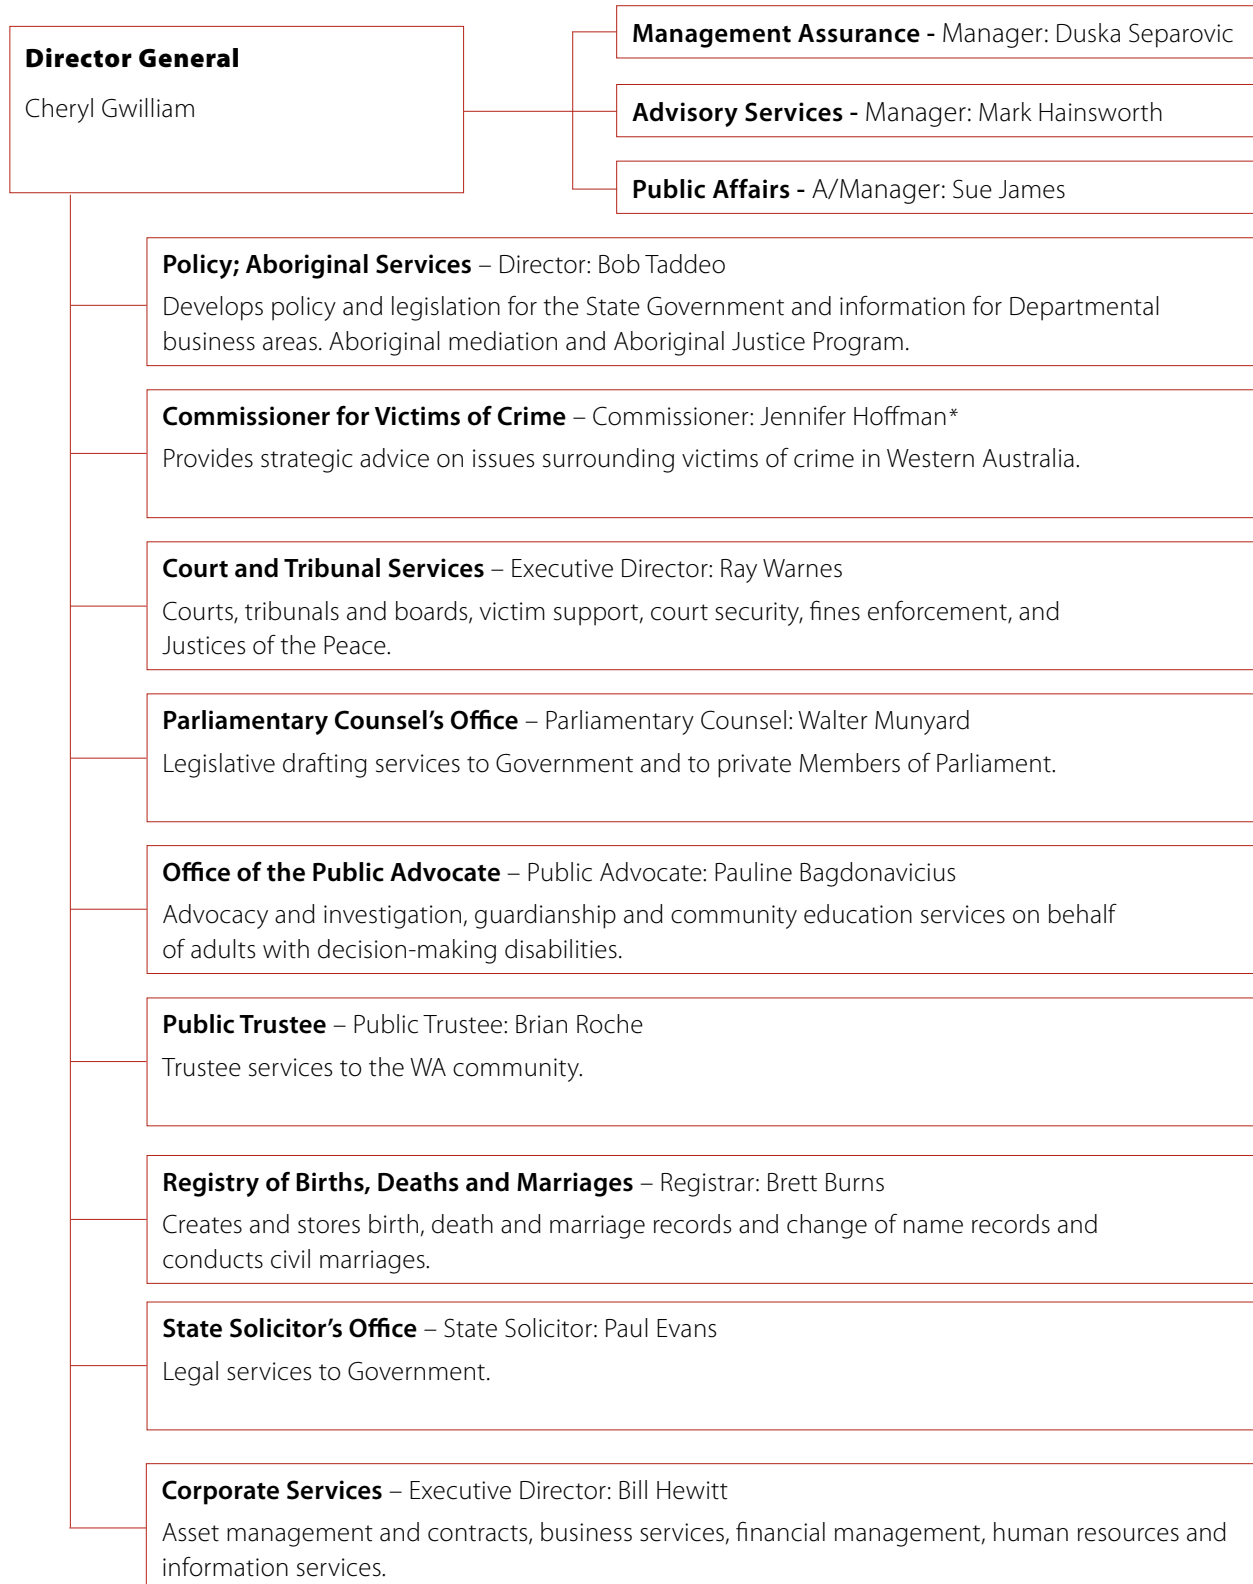 Director General
Cheryl Gwilliam
Management Assurance - Manager: Duska Separovic
Advisory Services - Manager: Mark Hainsworth
Public Affairs - A/Manager: Sue James
Policy; Aboriginal Services – Director: Bob Taddeo
Develops policy and legislation for the State Government and information for Departmental
business areas. Aboriginal mediation and Aboriginal Justice Program.
Commissioner for Victims of Crime – Commissioner: Jennifer Hoffman*
Provides strategic advice on issues surrounding victims of crime in Western Australia.
Court and Tribunal Services – Executive Director: Ray Warnes
Courts, tribunals and boards, victim support, court security, fines enforcement, and
Justices of the Peace.
Parliamentary Counsel's Office – Parliamentary Counsel: Walter Munyard
Legislative drafting services to Government and to private Members of Parliament.
Office of the Public Advocate – Public Advocate: Pauline Bagdonavicius
Advocacy and investigation, guardianship and community education services on behalf
of adults with decision-making disabilities.
Public Trustee – Public Trustee: Brian Roche
Trustee services to the WA community.
Registry of Births, Deaths and Marriages – Registrar: Brett Burns
Creates and stores birth, death and marriage records and change of name records and
conducts civil marriages.
State Solicitor's Office – State Solicitor: Paul Evans
Legal services to Government.
Corporate Services – Executive Director: Bill Hewitt
Asset management and contracts, business services, financial management, human resources and
information services.